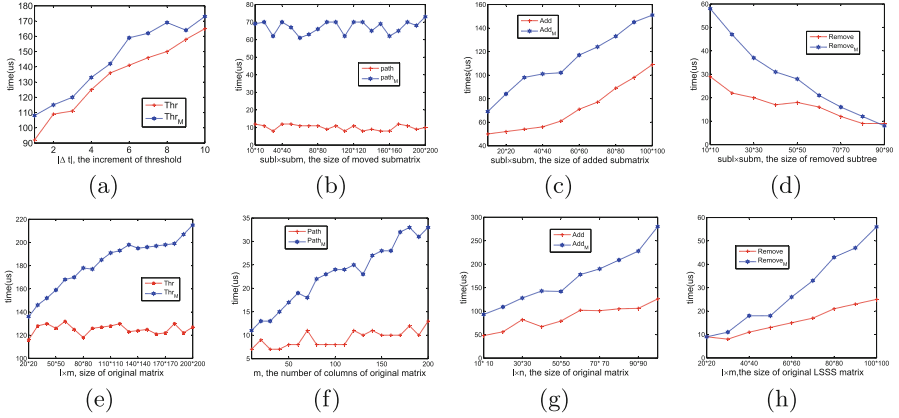 180
170
160
150
140
130
120
110
100
90
time(us)
2 4 6 8 10
|Δ t|, the increment of threshold
Thr
Thr_M
(a)
80
70
60
50
40
30
20
10
0
time(us)
10*10 40*40 80*80 120*120 160*160 200*200
subl×subm, the size of moved submatrix
path
path_M
(b)
160
140
120
100
80
60
40
time(us)
20*20 40*40 60*60 80*80 100*100
subl×subm, the size of added submatrix
Add
Add_M
(c)
60
50
40
30
20
10
0
time(us)
10*10 30*30 50*50 70*70 90*90
subl×subm, the size of removed subtree
Remove
Remove_M
(d)
220
200
180
160
140
120
100
time(us)
20*20 50*50 80*80 110*110 140*140 170*170 200*200
l×m, size of original matrix
Thr
Thr_M
(e)
35
30
25
20
15
10
5
time(us)
50 100 150 200
m, the number of columns of original matrix
Path
Path_M
(f)
300
250
200
150
100
50
0
time(us)
10*10 30*30 50*50 70*70 90*90
l×n, the size of original matrix
Add
Add_M
(g)
60
50
40
30
20
10
0
time(us)
20*20 40*40 60*60 80*80 100*100
l×m,the size of original LSSS matrix
Remove
Remove_M
(h)